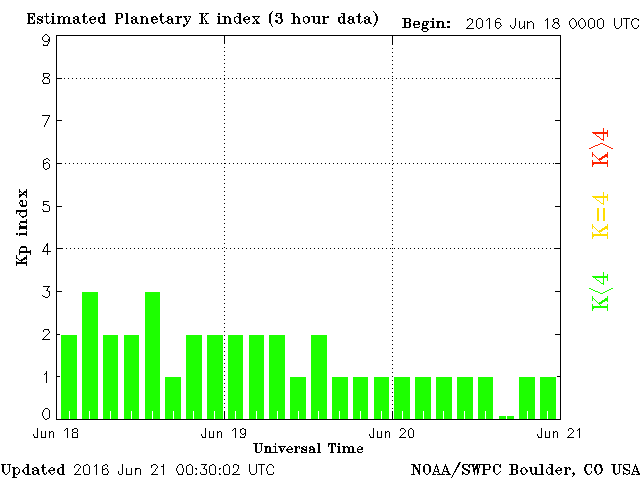 Estimated Planetary K index (3 hour data) Begin: 2016 Jun 18 0000 UTC
9
8
7
6
5
4
3
2
1
0
Kp index
K>4
K=4
K<4
Jun 18 Jun 19 Jun 20 Jun 21
Universal Time
Updated 2016 Jun 21 00:30:02 UTC NOAA/SWPC Boulder, CO USA